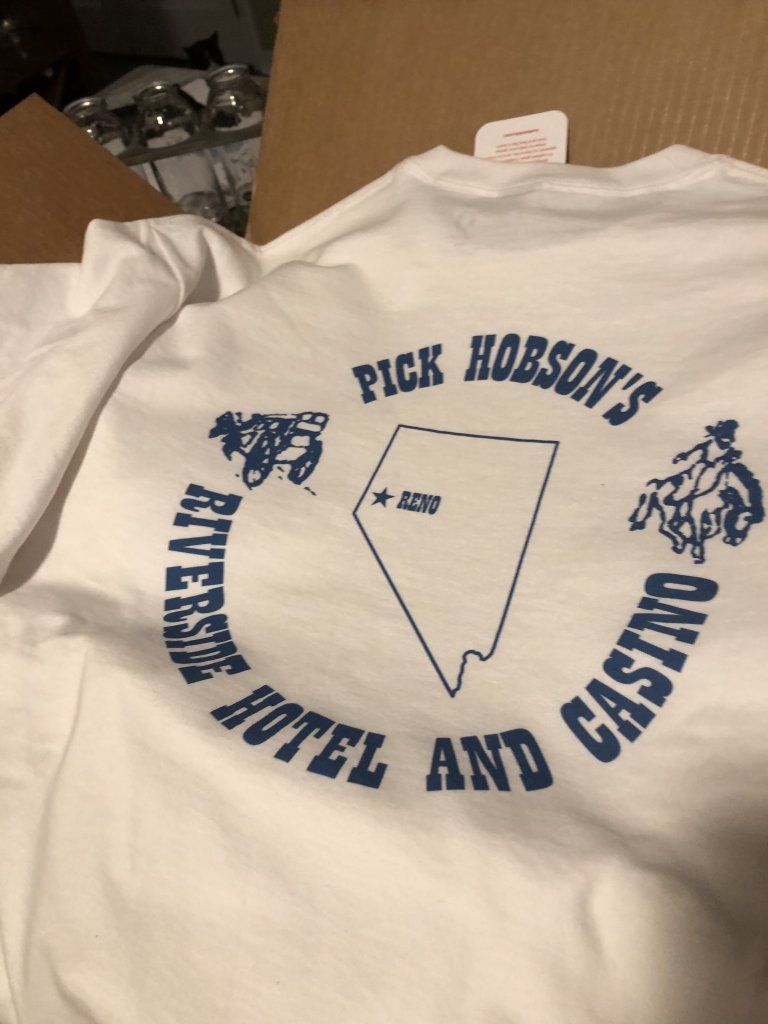 PICK HOBSON'S
RENO
RIVERSIDE HOTEL AND CASINO